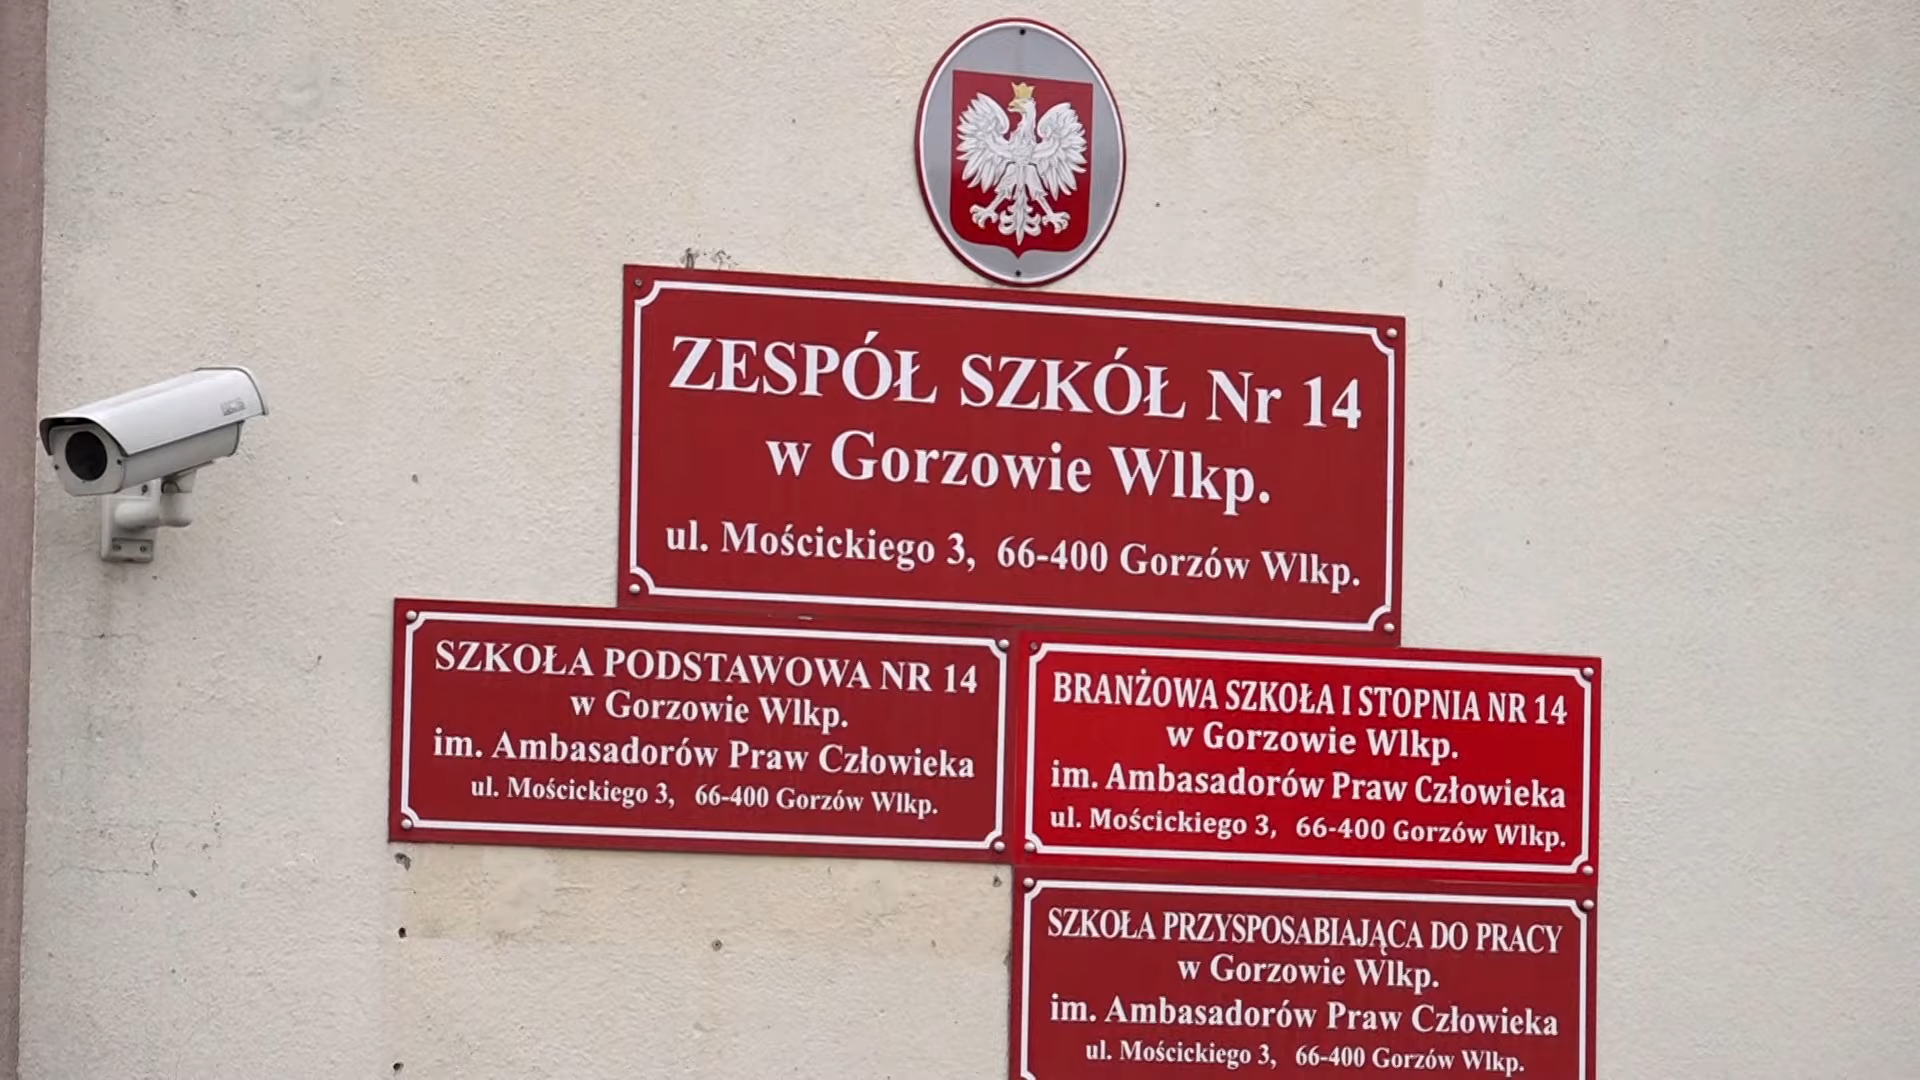 ZESPÓŁ SZKÓŁ Nr 14
w Gorzowie Wlkp.
ul. Mościckiego 3, 66-400 Gorzów Wlkp.
SZKOŁA PODSTAWOWA NR 14
w Gorzowie Wlkp.
im. Ambasadorów Praw Człowieka
ul. Mościckiego 3, 66-400 Gorzów Wlkp.
BRANŻOWA SZKOŁA I STOPNIA NR 14
w Gorzowie Wlkp.
im. Ambasadorów Praw Człowieka
ul. Mościckiego 3, 66-400 Gorzów Wlkp.
SZKOŁA PRZYSPOSABIAJĄCA DO PRACY
w Gorzowie Wlkp.
im. Ambasadorów Praw Człowieka
ul. Mościckiego 3, 66-400 Gorzów Wlkp.